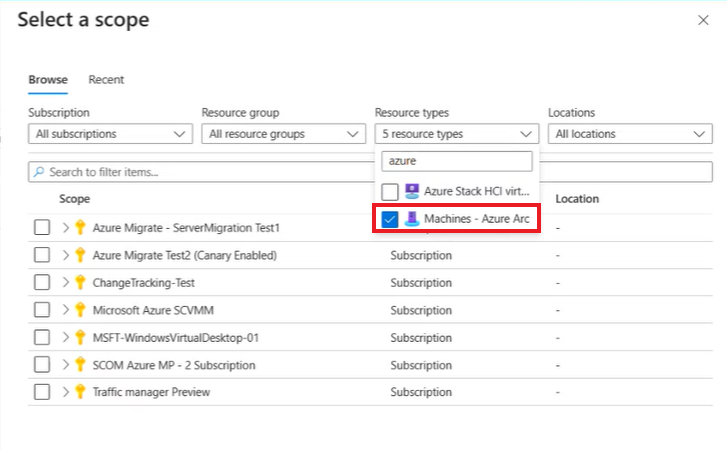 Select a scope
Browse Recent
Subscription Resource group Resource types Locations
All subscriptions All resource groups 5 resource types All locations
azure
Search to filter items...
Azure Stack HCI virt...
Scope Location
Machines - Azure Arc
Azure Migrate - ServerMigration Test1 -
Azure Migrate Test2 (Canary Enabled) Subscription -
ChangeTracking-Test Subscription -
Microsoft Azure SCVMM Subscription -
MSFT-WindowsVirtualDesktop-01 Subscription -
SCOM Azure MP - 2 Subscription Subscription -
Traffic manager Preview Subscription -